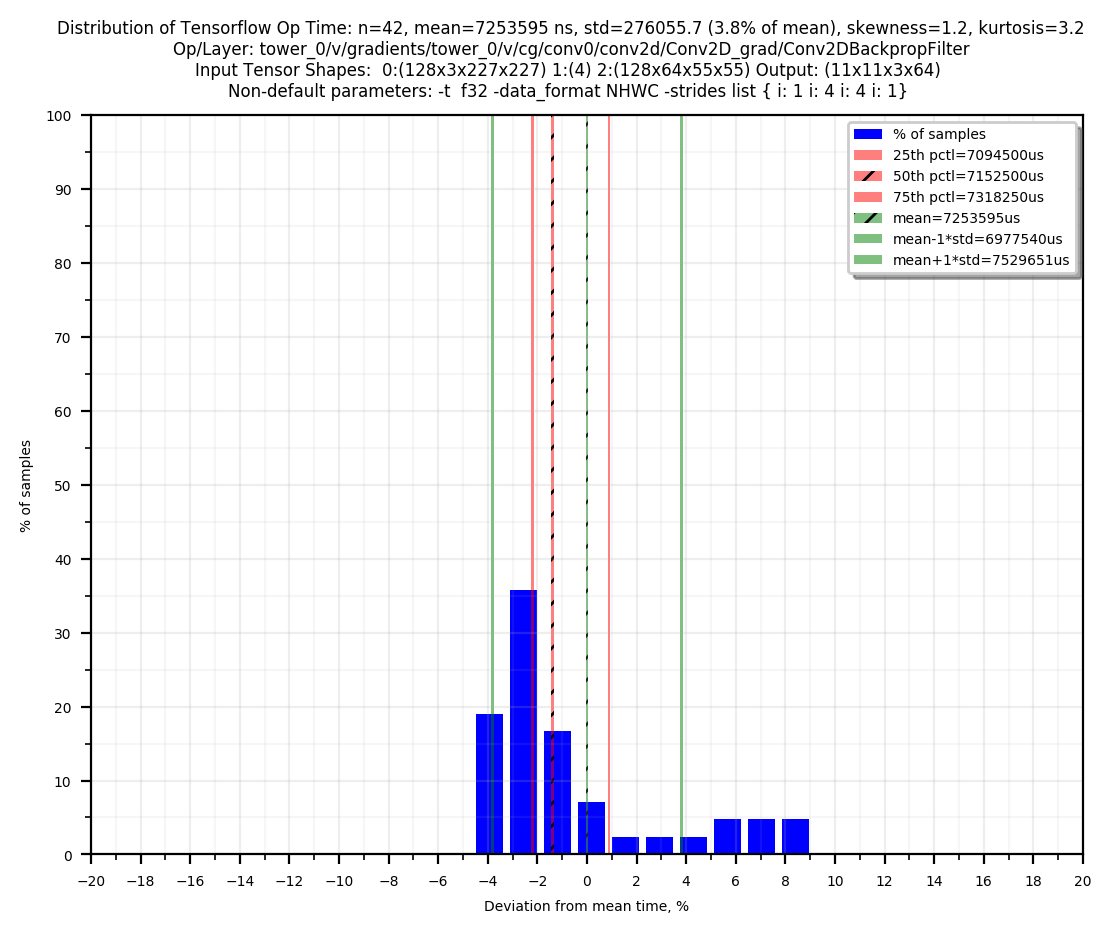 Distribution of Tensorflow Op Time: n=42, mean=7253595 ns, std=276055.7 (3.8% of mean), skewness=1.2, kurtosis=3.2
Op/Layer: tower_0/v/gradients/tower_0/v/cg/conv0/conv2d/Conv2D_grad/Conv2DBackpropFilter
Input Tensor Shapes:  0:(128x3x227x227) 1:(4) 2:(128x64x55x55) Output: (11x11x3x64)
Non-default parameters: -t  f32 -data_format NHWC -strides list { i: 1 i: 4 i: 4 i: 1}
% of samples
25th pctl=7094500us
50th pctl=7152500us
75th pctl=7318250us
mean=7253595us
mean-1*std=6977540us
mean+1*std=7529651us
100
90
80
70
60
50
40
30
20
10
0
% of samples
−20 −18 −16 −14 −12 −10 −8 −6 −4 −2 0 2 4 6 8 10 12 14 16 18 20
Deviation from mean time, %